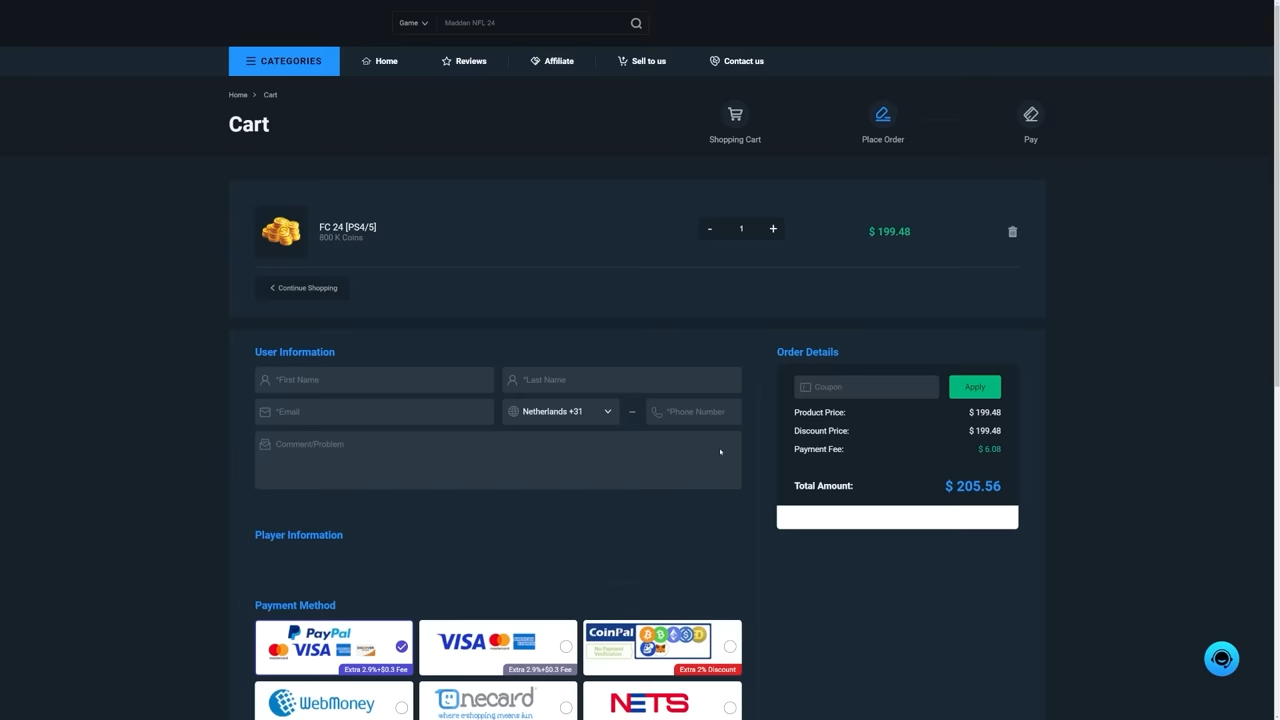 Game
Maddan NFL 24
CATEGORIES
Home
Reviews
Affiliate
Sell to us
Contact us
Home > Cart
Cart
Shopping Cart
Place Order
Pay
FC 24 [PS4/5]
800 K Coins
- 1 +
$ 199.48
Continue Shopping
User Information
*First Name
*Last Name
*Email
Netherlands +31
*Phone Number
Comment/Problem
Order Details
Coupon
Apply
Product Price: $ 199.48
Discount Price: $ 199.48
Payment Fee: $ 6.08
Total Amount: $ 205.56
Player Information
Payment Method
PayPal
VISA
Extra 2.9%+$0.3 Fee
VISA
Extra 2.9%+$0.3 Fee
CoinPal
No Payment
Verification
Extra 2% Discount
WebMoney
Onecard
where eshopping means fun
NETS